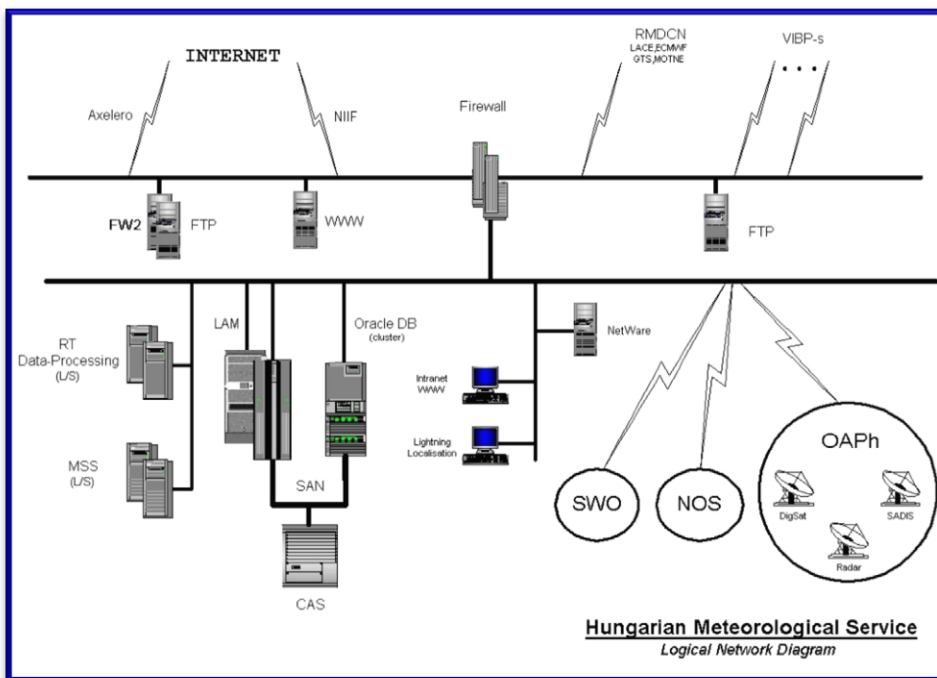 INTERNET
RMDCN
LACE,ECMWF
GTS,MOTNE
VIBP-s
Axelero
NIIF
Firewall
FW2
FTP
WWW
FTP
RT
Data-Processing
(L/S)
LAM
Oracle DB
(cluster)
NetWare
Intranet
WWW
Lightning
Localisation
MSS
(L/S)
SAN
CAS
SWO
NOS
OAPh
DigSat
SADIS
Radar
Hungarian Meteorological Service
Logical Network Diagram